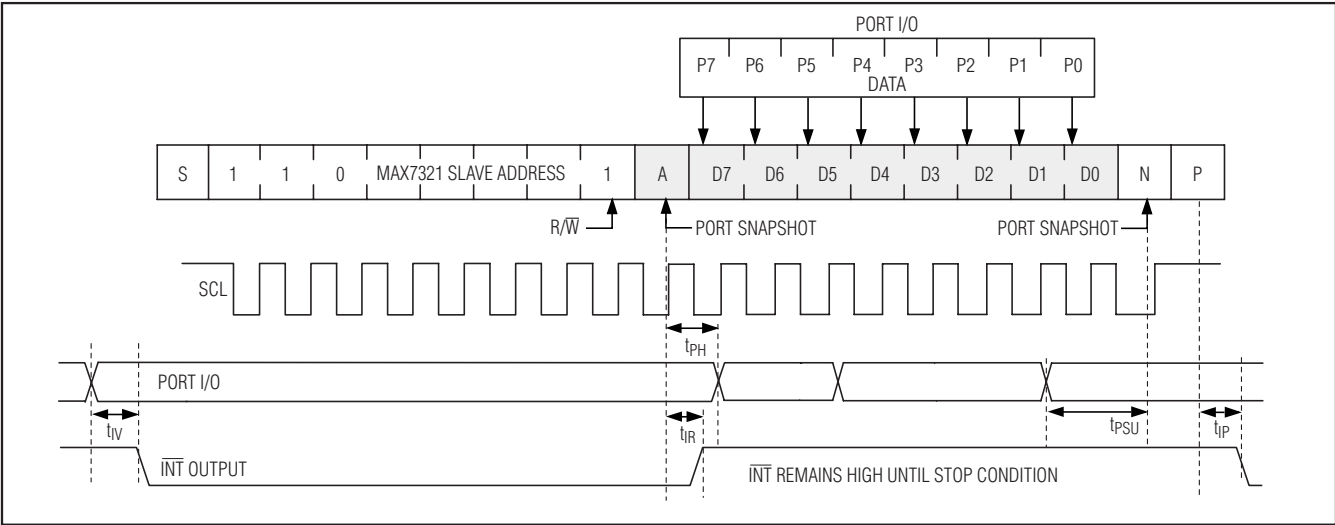 PORT I/O
P7 P6 P5 P4 P3 P2 P1 P0
DATA
S 1 1 0 MAX7321 SLAVE ADDRESS 1 A D7 D6 D5 D4 D3 D2 D1 D0 N P
R/W̅ PORT SNAPSHOT PORT SNAPSHOT
SCL
tPH
PORT I/O
tIV tIR tPSU tIP
I̅N̅T̅ OUTPUT I̅N̅T̅ REMAINS HIGH UNTIL STOP CONDITION